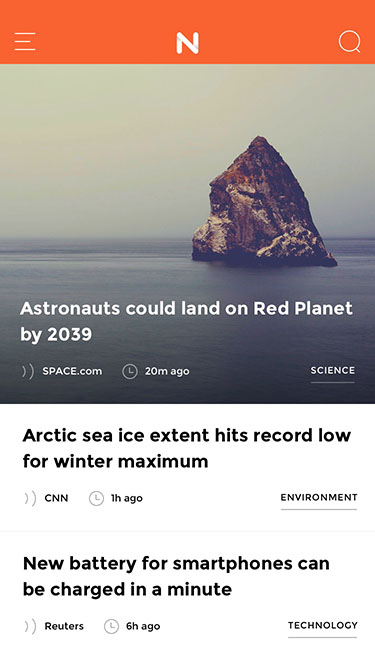 N
Astronauts could land on Red Planet
by 2039
SPACE.com 20m ago SCIENCE
Arctic sea ice extent hits record low
for winter maximum
CNN 1h ago ENVIRONMENT
New battery for smartphones can
be charged in a minute
Reuters 6h ago TECHNOLOGY